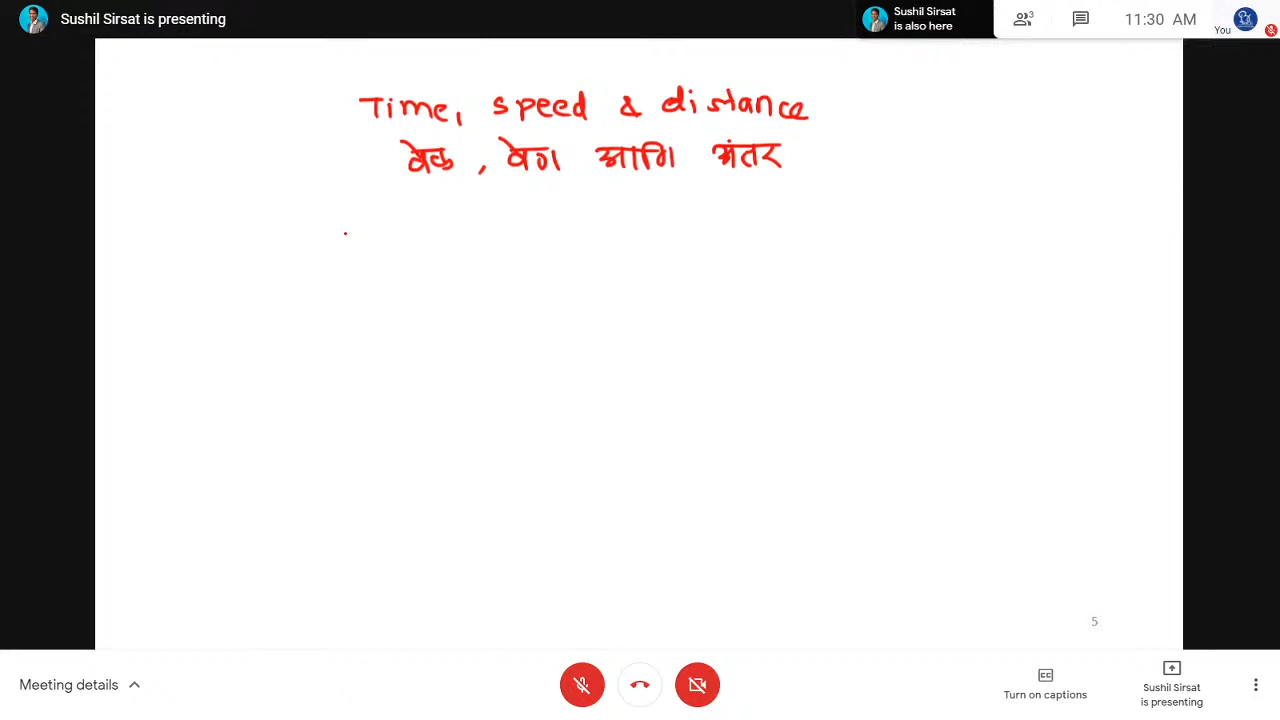 Sushil Sirsat is presenting
Sushil Sirsat
is also here
3
11:30 AM
You
Time, speed & distance
वेळ, वेग आणि अंतर
5
Meeting details
Turn on captions
Sushil Sirsat
is presenting